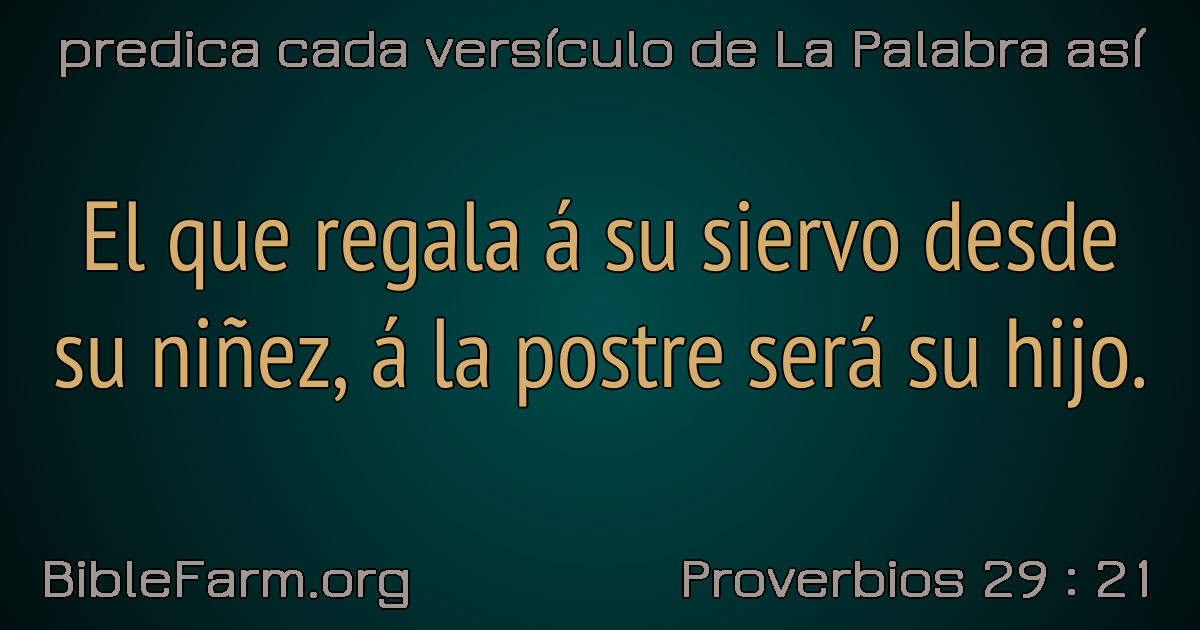 predica cada versículo de La Palabra así
El que regala á su siervo desde
su niñez, á la postre será su hijo.
BibleFarm.org
Proverbios 29 : 21